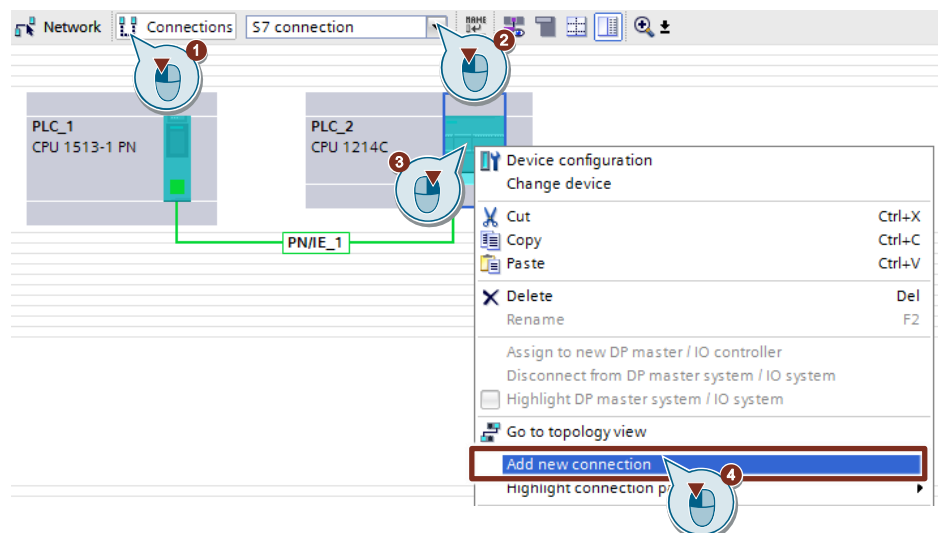 Network
Connections
S7 connection
NAME
1
2
PLC_1
CPU 1513-1 PN
PLC_2
CPU 1214C
3
PN/IE_1
Device configuration
Change device
Cut Ctrl+X
Copy Ctrl+C
Paste Ctrl+V
Delete Del
Rename F2
Assign to new DP master / IO controller
Disconnect from DP master system / IO system
Highlight DP master system / IO system
Go to topology view
Add new connection
4
Highlight connection